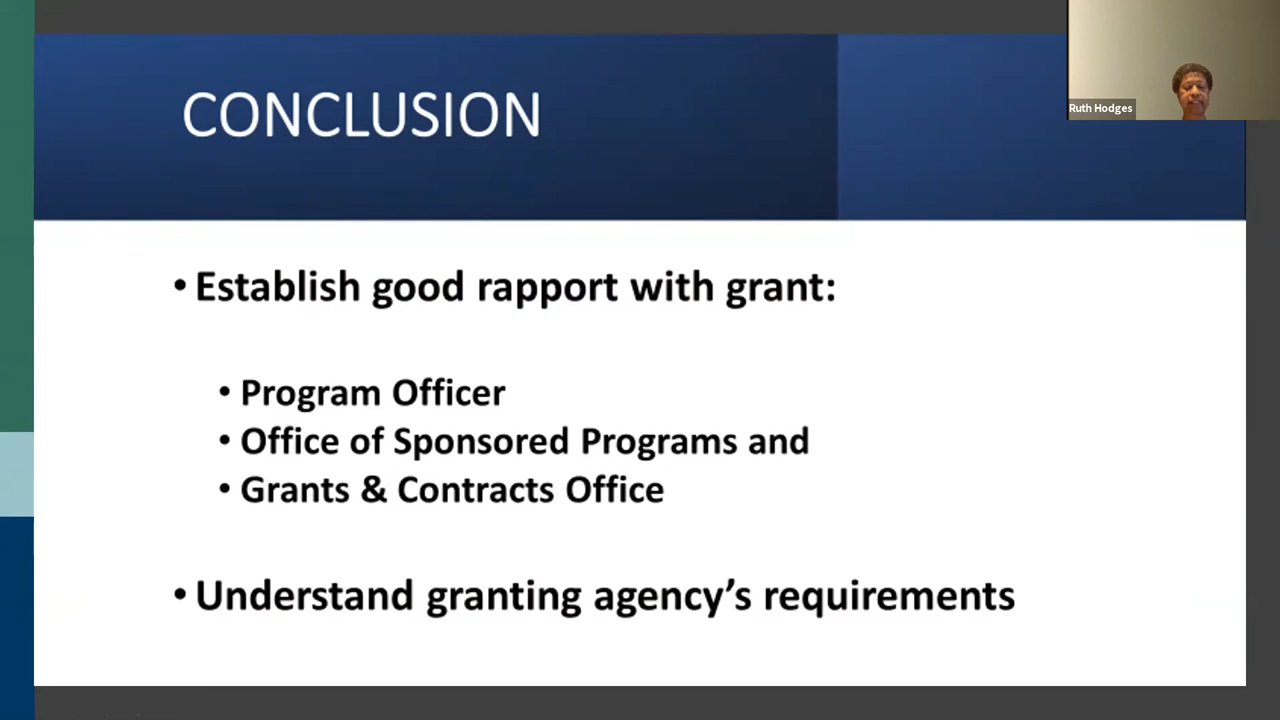 CONCLUSION
Ruth Hodges
• Establish good rapport with grant:
• Program Officer
• Office of Sponsored Programs and
• Grants & Contracts Office
• Understand granting agency’s requirements